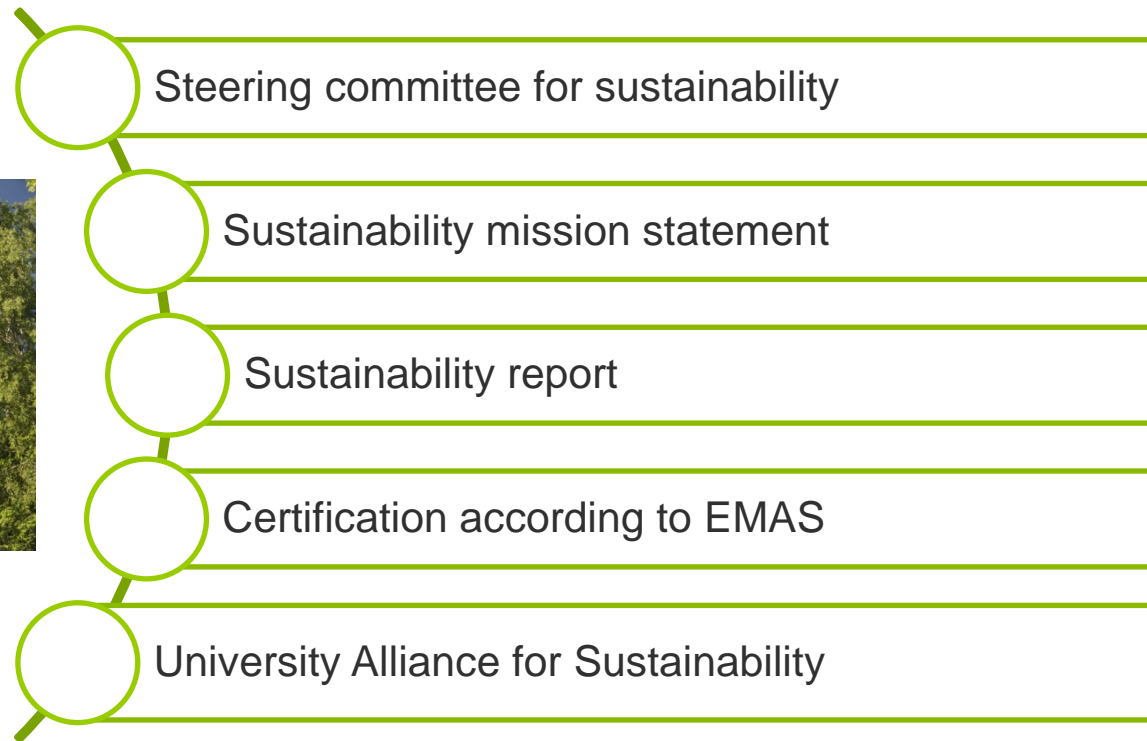 Steering committee for sustainability
Sustainability mission statement
Sustainability report
Certification according to EMAS
University Alliance for Sustainability